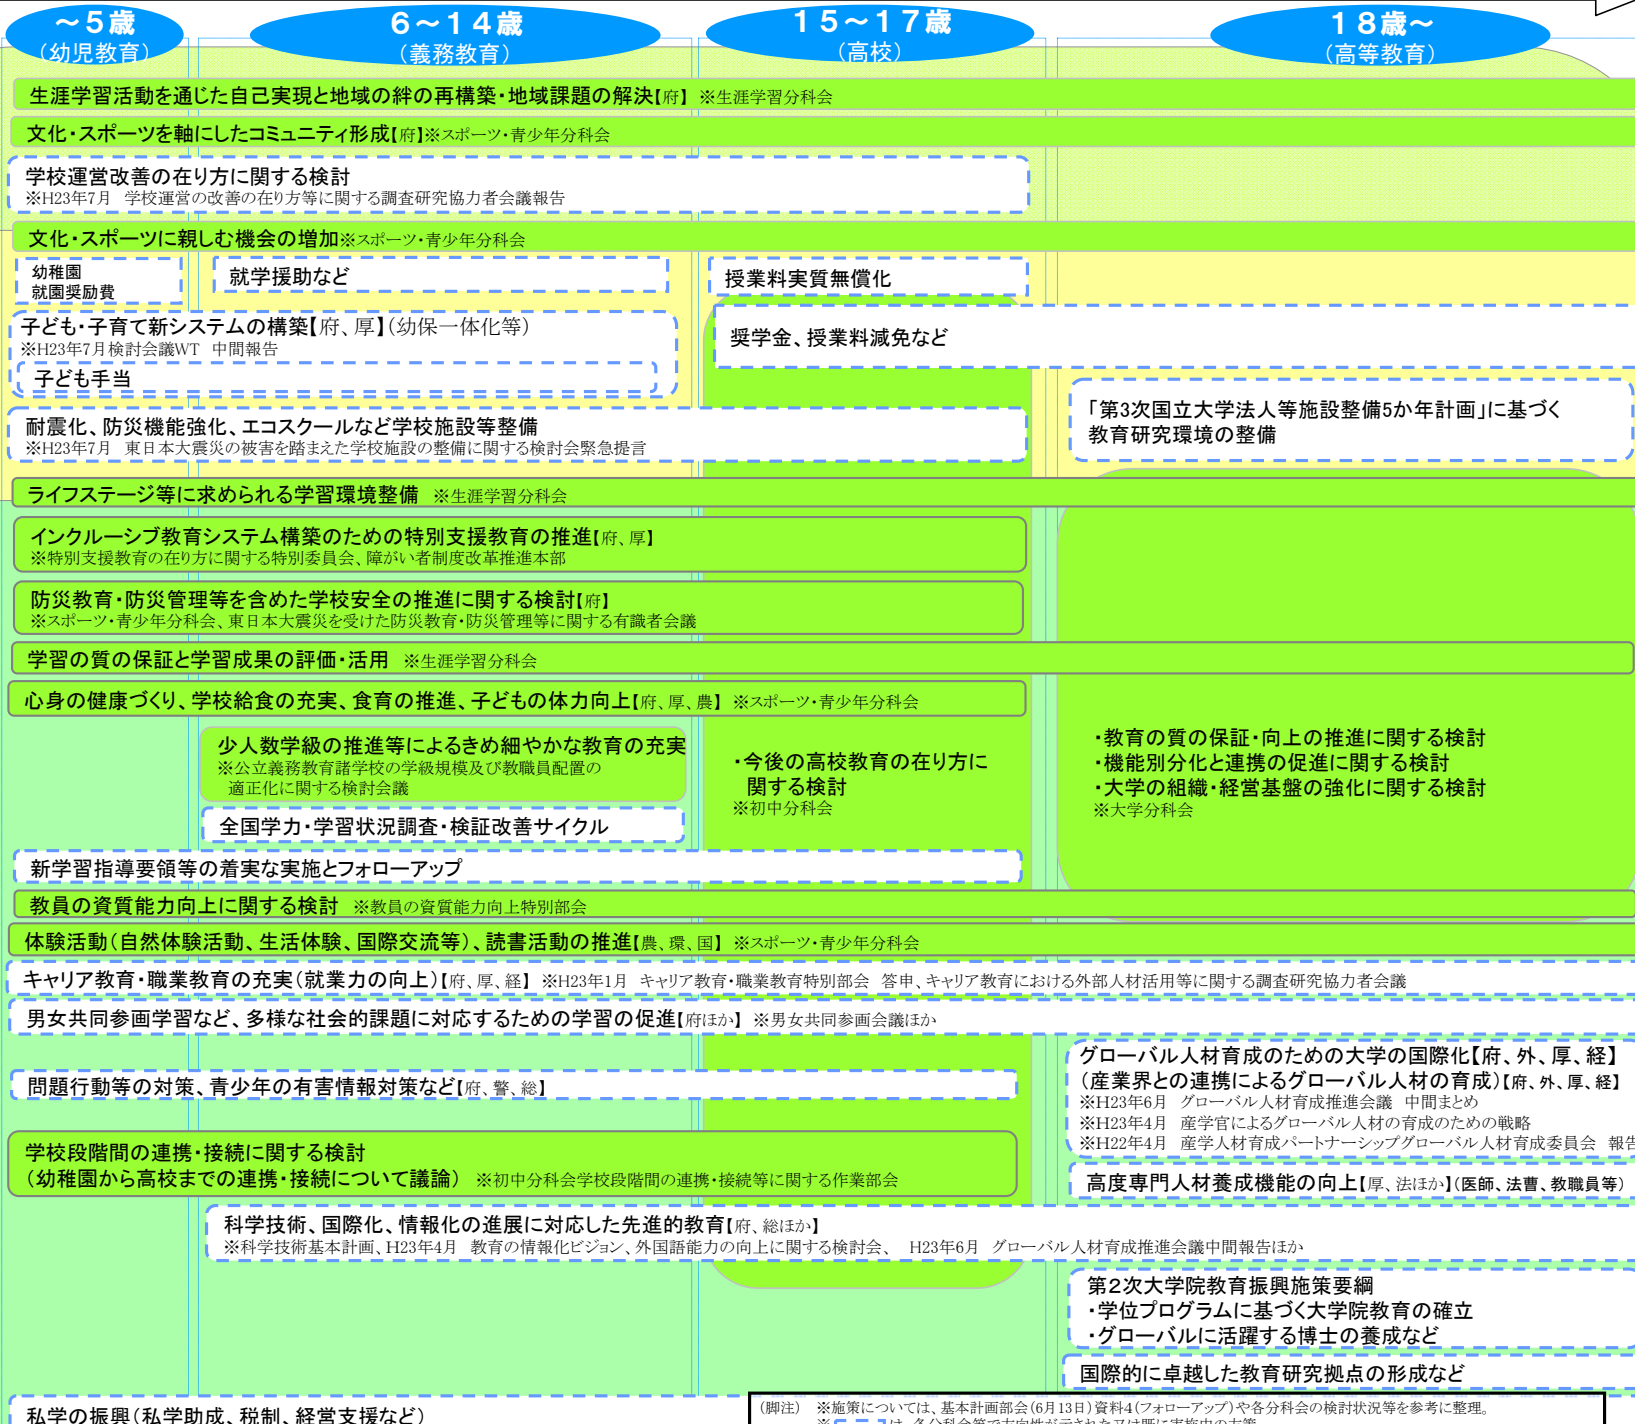 ～5歳
（幼児教育）
6～14歳
（義務教育）
15～17歳
（高校）
18歳～
（高等教育）
生涯学習活動を通じた自己実現と地域の絆の再構築・地域課題の解決【府】 ※生涯学習分科会
文化・スポーツを軸にしたコミュニティ形成【府】※スポーツ・青少年分科会
学校運営改善の在り方に関する検討
※H23年7月 学校運営の改善の在り方等に関する調査研究協力者会議報告
文化・スポーツに親しむ機会の増加※スポーツ・青少年分科会
幼稚園
就園奨励費
就学援助など
授業料実質無償化
子ども・子育て新システムの構築【府、厚】（幼保一体化等）
※H23年7月検討会議WT 中間報告
子ども手当
奨学金、授業料減免など
耐震化、防災機能強化、エコスクールなど学校施設等整備
※H23年7月 東日本大震災の被害を踏まえた学校施設の整備に関する検討会緊急提言
「第3次国立大学法人等施設整備5か年計画」に基づく
教育研究環境の整備
ライフステージ等に求められる学習環境整備 ※生涯学習分科会
インクルーシブ教育システム構築のための特別支援教育の推進【府、厚】
※特別支援教育の在り方に関する特別委員会、障がい者制度改革推進本部
防災教育・防災管理等を含めた学校安全の推進に関する検討【府】
※スポーツ・青少年分科会、東日本大震災を受けた防災教育・防災管理等に関する有識者会議
学習の質の保証と学習成果の評価・活用 ※生涯学習分科会
心身の健康づくり、学校給食の充実、食育の推進、子どもの体力向上【府、厚、農】 ※スポーツ・青少年分科会
少人数学級の推進等によるきめ細やかな教育の充実
※公立義務教育諸学校の学級規模及び教職員配置の
適正化に関する検討会議
・今後の高校教育の在り方に
関する検討
※初中分科会
・教育の質の保証・向上の推進に関する検討
・機能別分化と連携の促進に関する検討
・大学の組織・経営基盤の強化に関する検討
※大学分科会
全国学力・学習状況調査・検証改善サイクル
新学習指導要領等の着実な実施とフォローアップ
教員の資質能力向上に関する検討 ※教員の資質能力向上特別部会
体験活動（自然体験活動、生活体験、国際交流等）、読書活動の推進【農、環、国】 ※スポーツ・青少年分科会
キャリア教育・職業教育の充実（就業力の向上）【府、厚、経】 ※H23年1月 キャリア教育・職業教育特別部会 答申、キャリア教育における外部人材活用等に関する調査研究協力者会議
男女共同参画学習など、多様な社会的課題に対応するための学習の促進【府ほか】 ※男女共同参画会議ほか
グローバル人材育成のための大学の国際化【府、外、厚、経】
（産業界との連携によるグローバル人材の育成）【府、外、厚、経】
※H23年6月 グローバル人材育成推進会議 中間まとめ
※H23年4月 産学官によるグローバル人材の育成のための戦略
※H22年4月 産学人材育成パートナーシップグローバル人材育成委員会 報告
問題行動等の対策、青少年の有害情報対策など【府、警、総】
学校段階間の連携・接続に関する検討
（幼稚園から高校までの連携・接続について議論） ※初中分科会学校段階間の連携・接続等に関する作業部会
高度専門人材養成機能の向上【厚、法ほか】（医師、法曹、教職員等）
科学技術、国際化、情報化の進展に対応した先進的教育【府、総ほか】
※科学技術基本計画、H23年4月 教育の情報化ビジョン、外国語能力の向上に関する検討会、 H23年6月 グローバル人材育成推進会議中間報告ほか
第2次大学院教育振興施策要綱
・学位プログラムに基づく大学院教育の確立
・グローバルに活躍する博士の養成など
国際的に卓越した教育研究拠点の形成など
私学の振興（私学助成、税制、経営支援など）
（脚注） ※施策については、基本計画部会（6月13日）資料4（フォローアップ）や各分科会の検討状況等を参考に整理。